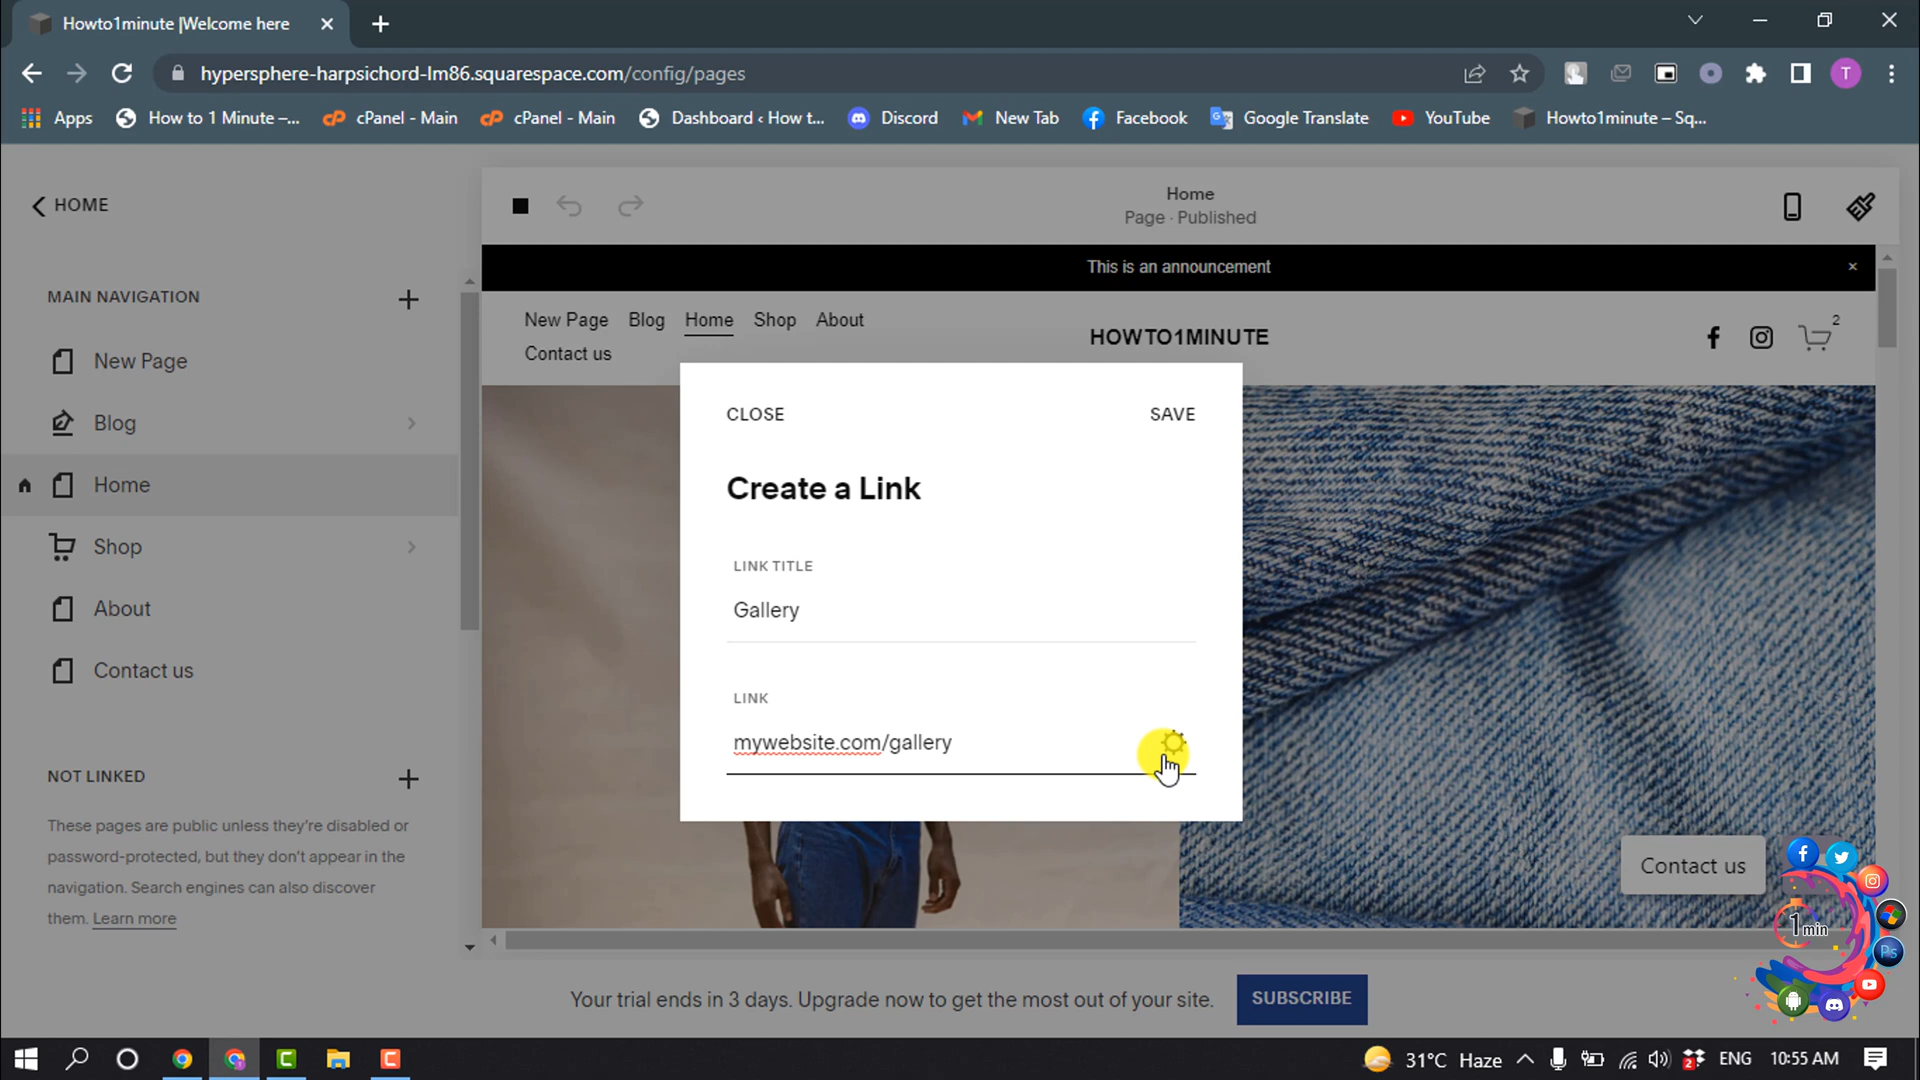 Howto1minute |Welcome here
hypersphere-harpsichord-lm86.squarespace.com/config/pages
T
Apps
How to 1 Minute –...
cPanel - Main
cPanel - Main
Dashboard ‹ How t...
Discord
New Tab
Facebook
Google Translate
YouTube
Howto1minute – Sq...
HOME
Home
Page · Published
This is an announcement
MAIN NAVIGATION
New Page
Blog
Home
Shop
About
Contact us
New Page Blog Home Shop About
Contact us
HOWTO1MINUTE
2
CLOSE
SAVE
Create a Link
LINK TITLE
Gallery
LINK
mywebsite.com/gallery
NOT LINKED
These pages are public unless they're disabled or
password-protected, but they don't appear in the
navigation. Search engines can also discover
them. Learn more
Contact us
1 min
Ps
Your trial ends in 3 days. Upgrade now to get the most out of your site.
SUBSCRIBE
31°C Haze
2
ENG
10:55 AM